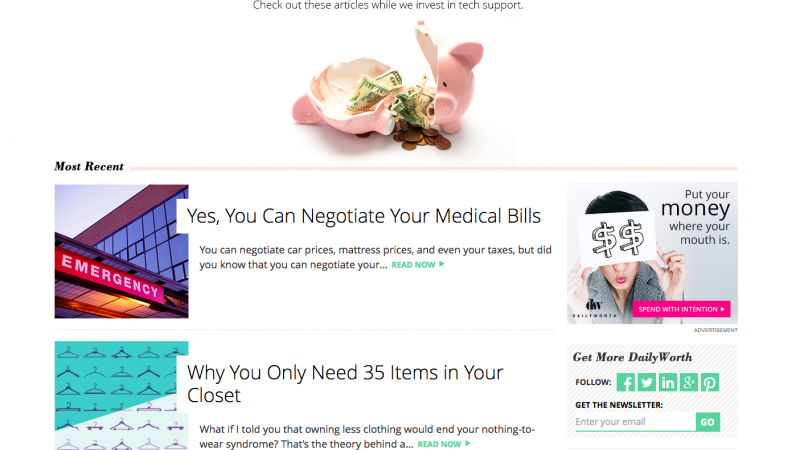 Check out these articles while we invest in tech support.
Most Recent
EMERGENCY
Yes, You Can Negotiate Your Medical Bills
You can negotiate car prices, mattress prices, and even your taxes, but did
you know that you can negotiate your... READ NOW
Why You Only Need 35 Items in Your
Closet
What if I told you that owning less clothing would end your nothing-to-
wear syndrome? That's the theory behind a... READ NOW
Put your
money
where your
mouth is.
$$
dw
DAILYWORTH
SPEND WITH INTENTION
ADVERTISEMENT
Get More DailyWorth
FOLLOW:
GET THE NEWSLETTER:
Enter your email GO